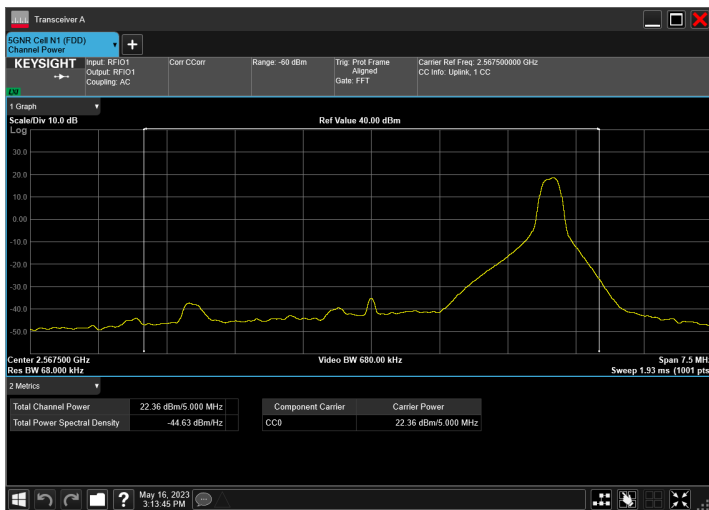 Transceiver A
5GNR Cell N1 (FDD)
Channel Power
KEYSIGHT
Input: RFIO1
Output: RFIO1
Coupling: AC
Corr CCorr
Range: -60 dBm
Trig: Prot Frame
Aligned
Gate: FFT
Carrier Ref Freq: 2.567500000 GHz
CC Info: Uplink, 1 CC
1 Graph
Scale/Div 10.0 dB
Ref Value 40.00 dBm
Log
30.0
20.0
10.0
0.00
-10.0
-20.0
-30.0
-40.0
-50.0
Center 2.567500 GHz
Video BW 680.00 kHz
Span 7.5 MHz
Res BW 68.000 kHz
Sweep 1.93 ms (1001 pts
2 Metrics
Total Channel Power 22.36 dBm/5.000 MHz
Total Power Spectral Density -44.63 dBm/Hz
Component Carrier Carrier Power
CC0 22.36 dBm/5.000 MHz
?
May 16, 2023
3:13:45 PM